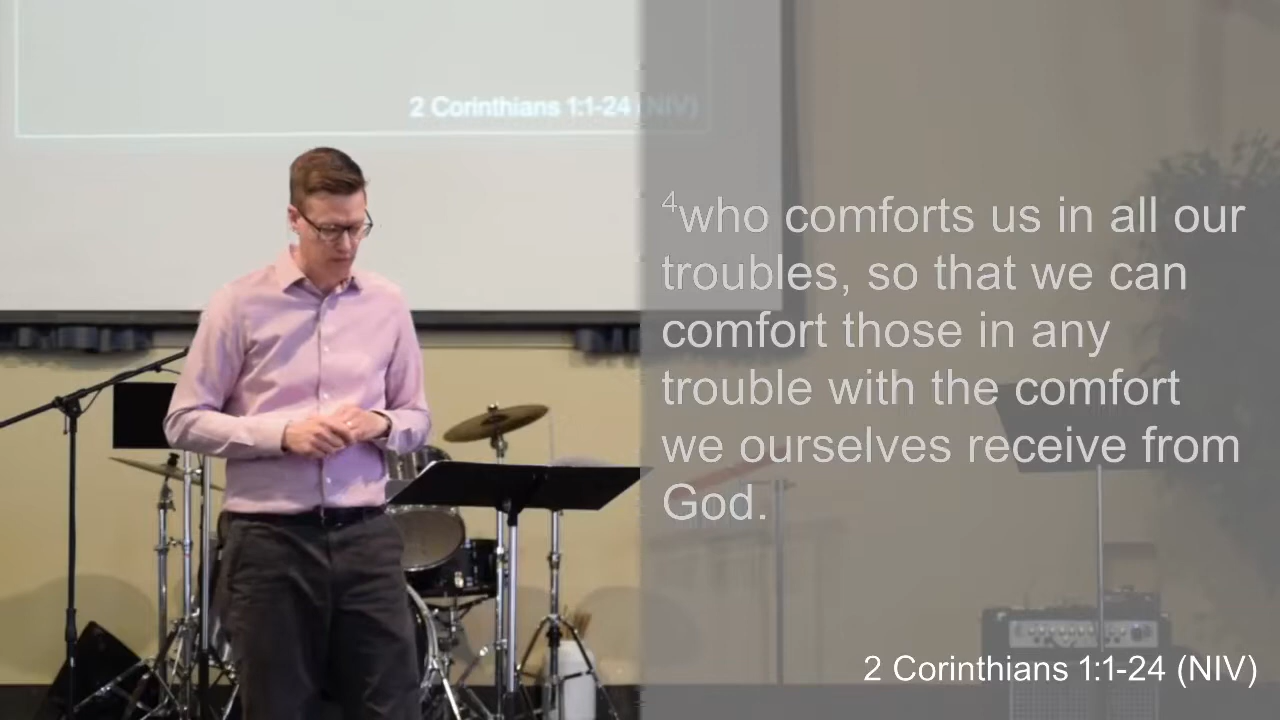 2 Corinthians 1:1-24 (NIV)
⁴who comforts us in all our
troubles, so that we can
comfort those in any
trouble with the comfort
we ourselves receive from
God.
2 Corinthians 1:1-24 (NIV)